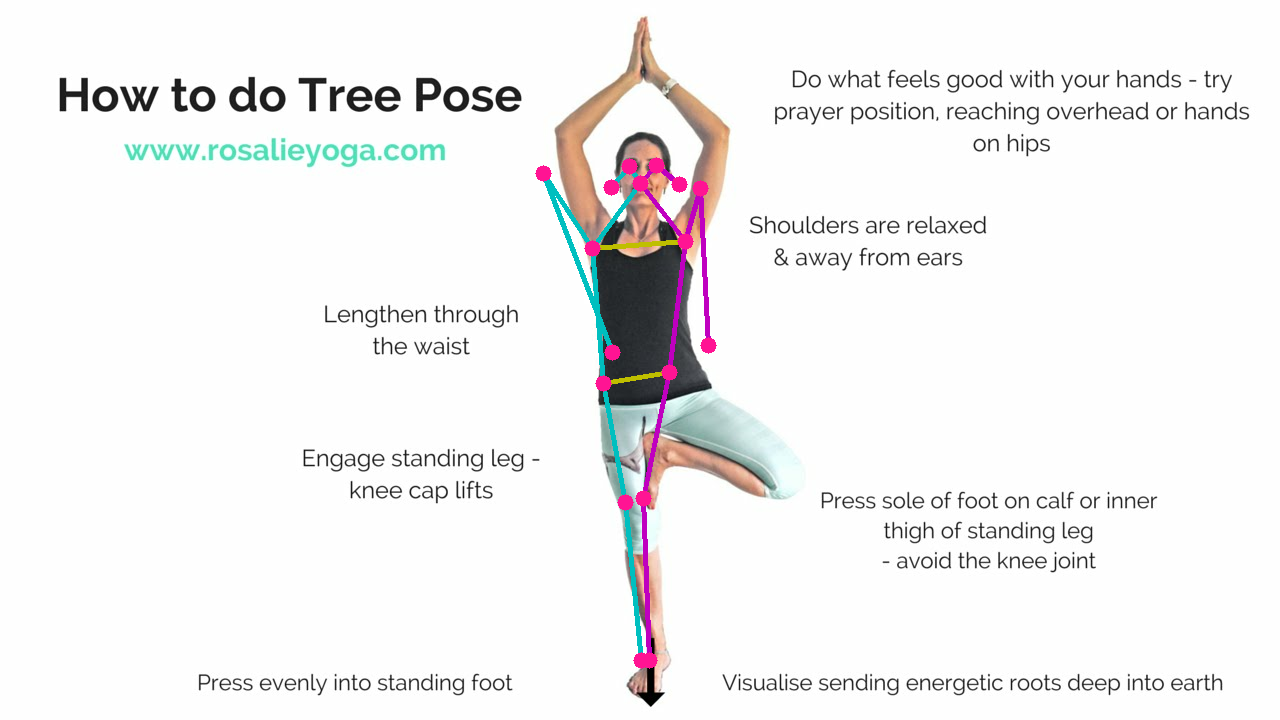 How to do Tree Pose
www.rosalieyoga.com
Do what feels good with your hands - try
prayer position, reaching overhead or hands
on hips
Shoulders are relaxed
& away from ears
Lengthen through
the waist
Engage standing leg -
knee cap lifts
Press sole of foot on calf or inner
thigh of standing leg
- avoid the knee joint
Press evenly into standing foot
Visualise sending energetic roots deep into earth